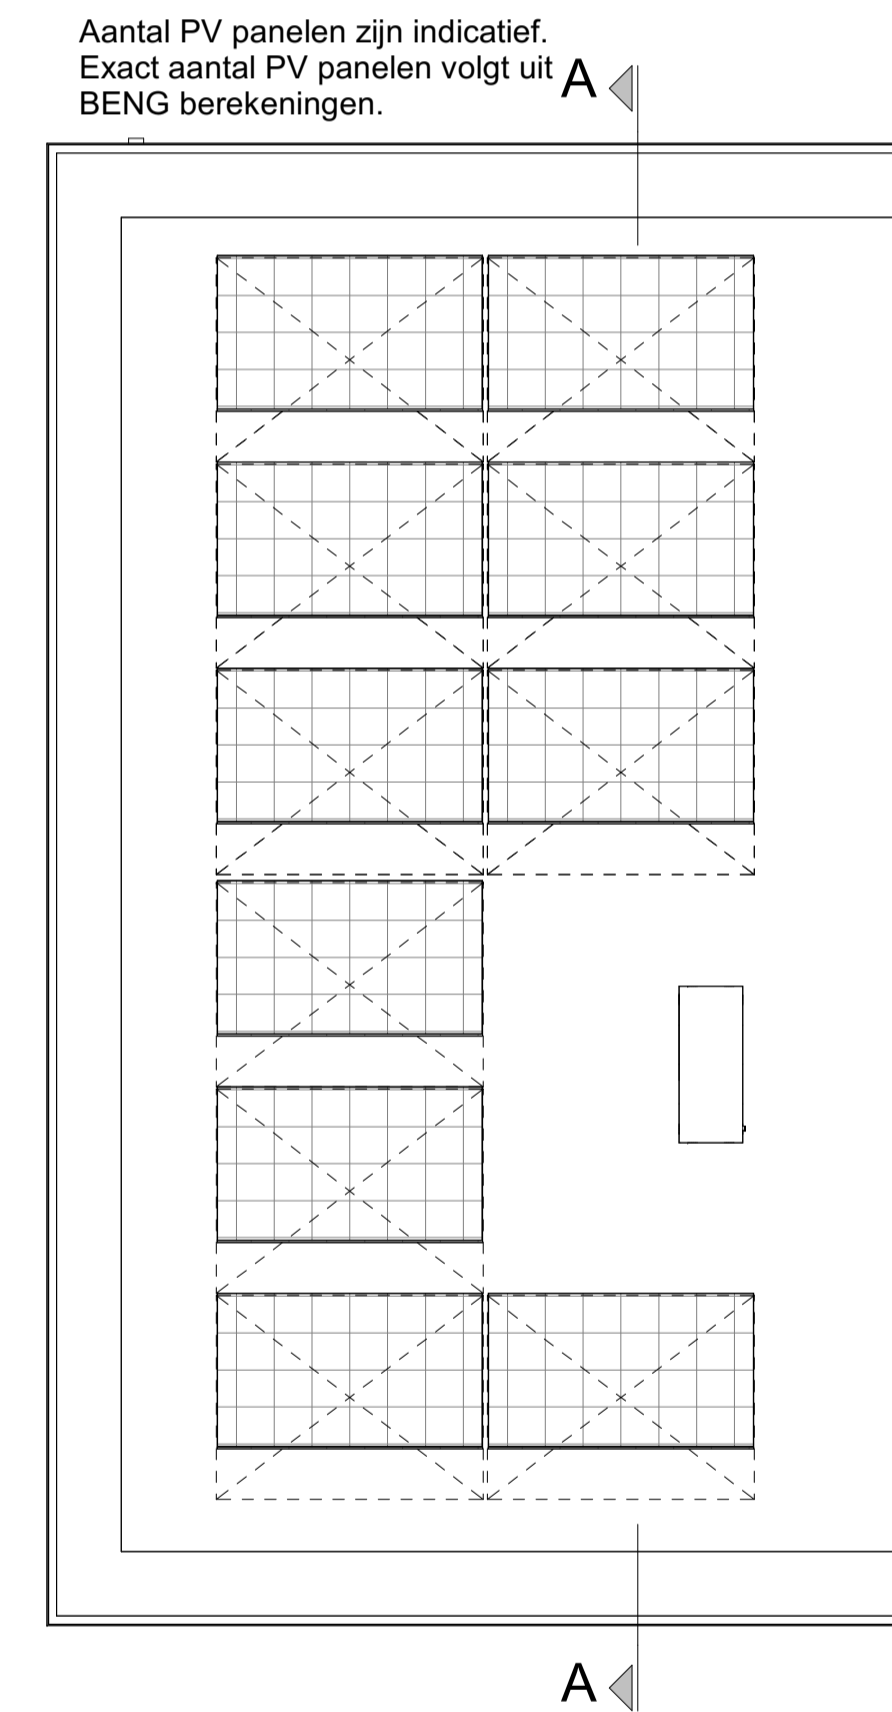 Aantal PV panelen zijn indicatief.
Exact aantal PV panelen volgt uit
BENG berekeningen.
A
A